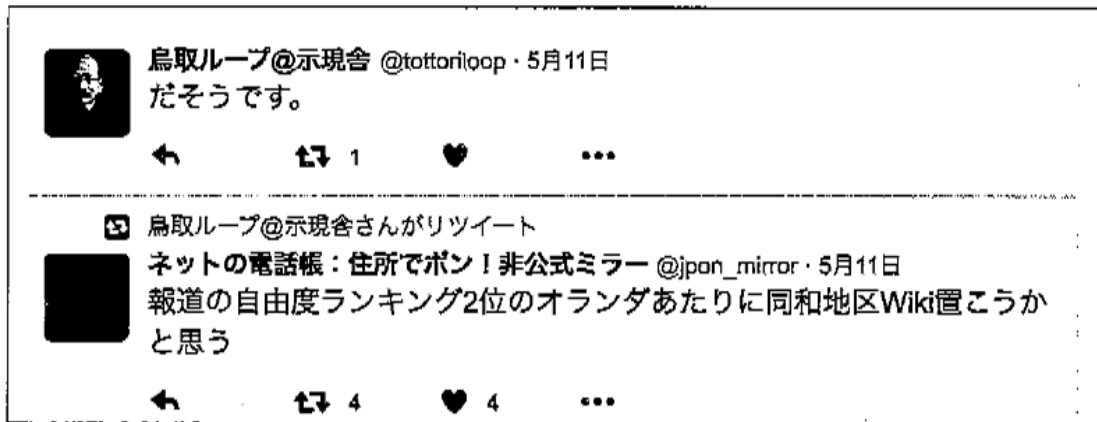 鳥取ループ@示現舎 @tottoriloop・5月11日
だそうです。
1
鳥取ループ@示現舎さんがリツイート
ネットの電話帳：住所でポン！非公式ミラー @jpon_mirror・5月11日
報道の自由度ランキング2位のオランダあたりに同和地区Wiki置こうか
と思う
4 4